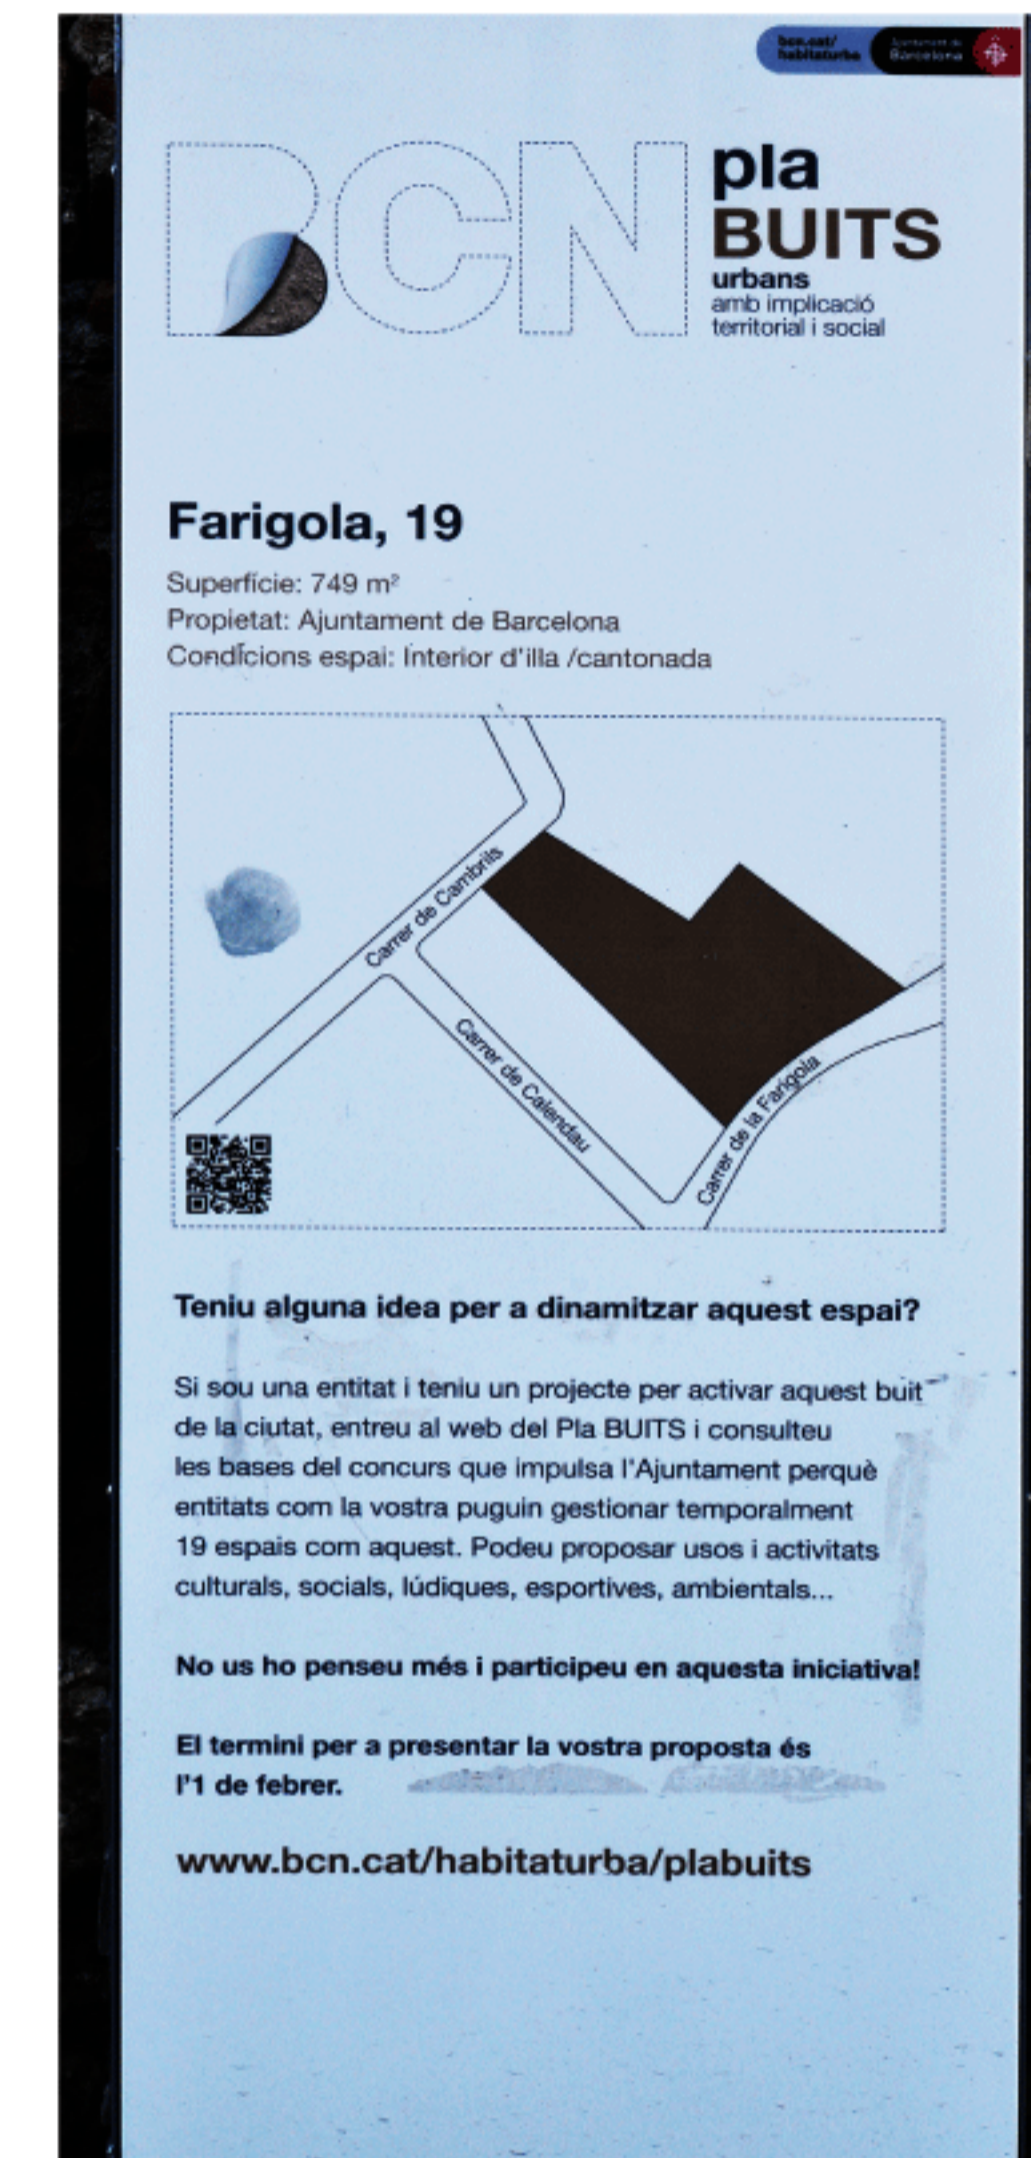 bcn.cat/
habitaturba
Ajuntament de
Barcelona
BCN
pla
BUITS
urbans
amb implicació
territorial i social
Farigola, 19
Superfície: 749 m²
Propietat: Ajuntament de Barcelona
Condicions espai: Interior d'illa /cantonada
Carrer de Cambrils
Carrer de Calendau
Carrer de la Farigola
Teniu alguna idea per a dinamitzar aquest espai?
Si sou una entitat i teniu un projecte per activar aquest buit
de la ciutat, entreu al web del Pla BUITS i consulteu
les bases del concurs que impulsa l'Ajuntament perquè
entitats com la vostra puguin gestionar temporalment
19 espais com aquest. Podeu proposar usos i activitats
culturals, socials, lúdiques, esportives, ambientals...
No us ho penseu més i participeu en aquesta iniciativa!
El termini per a presentar la vostra proposta és
l'1 de febrer.
www.bcn.cat/habitaturba/plabuits